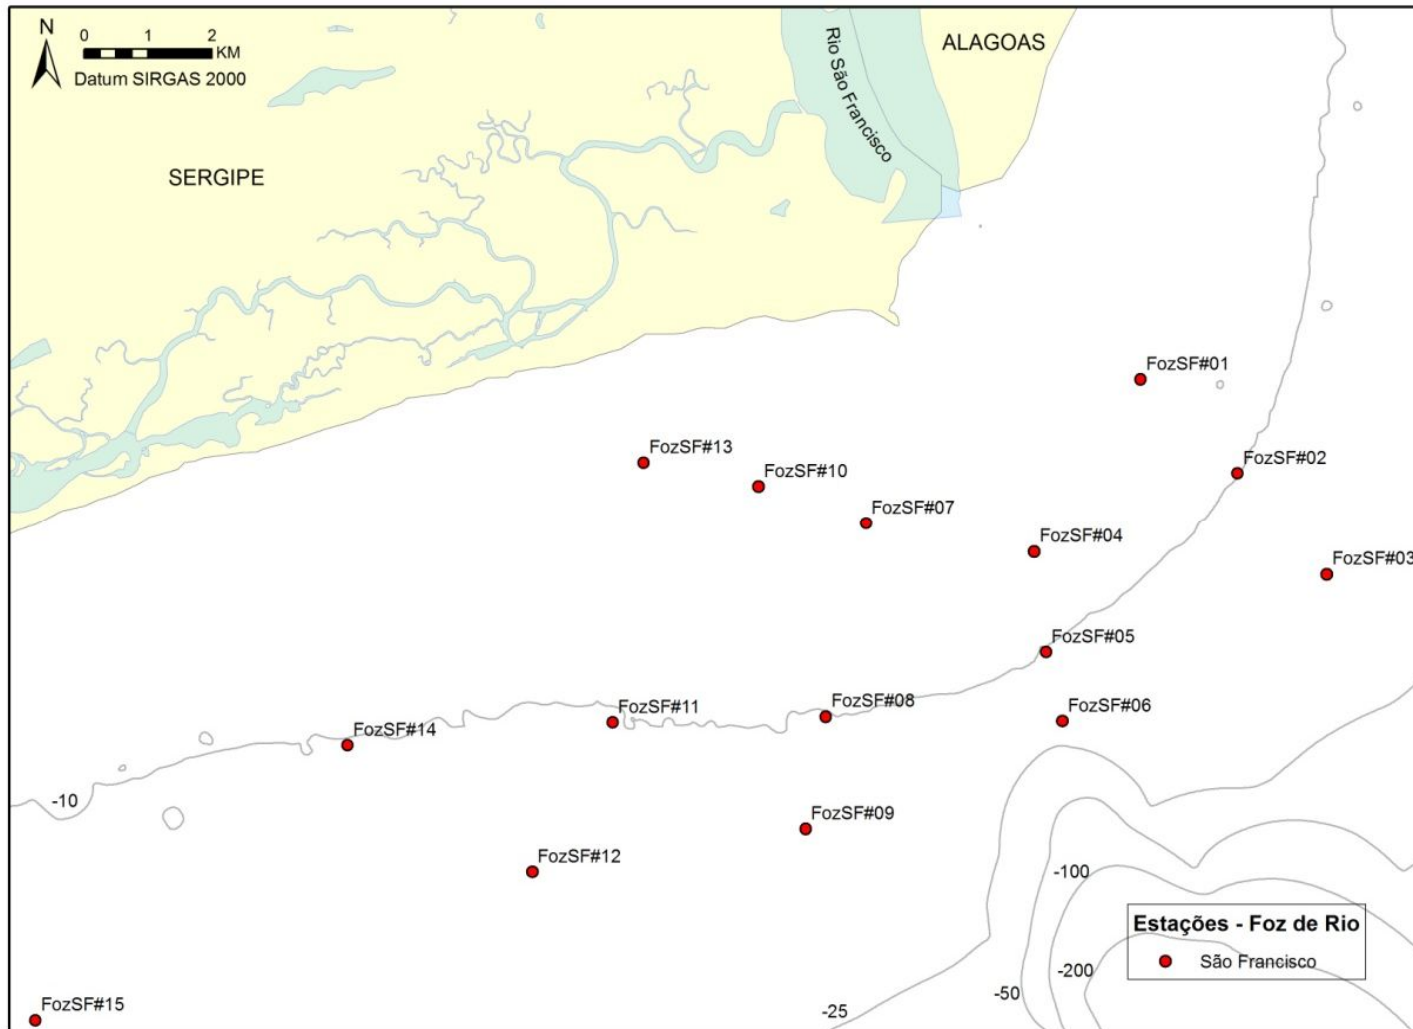 N
0 1 2
KM
Datum SIRGAS 2000
ALAGOAS
Rio São Francisco
SERGIPE
FozSF#01
FozSF#13
FozSF#02
FozSF#10
FozSF#07
FozSF#04
FozSF#03
FozSF#05
FozSF#08
FozSF#06
FozSF#11
FozSF#14
-10
FozSF#09
FozSF#12
-100
Estações - Foz de Rio
São Francisco
-200
-50
FozSF#15
-25